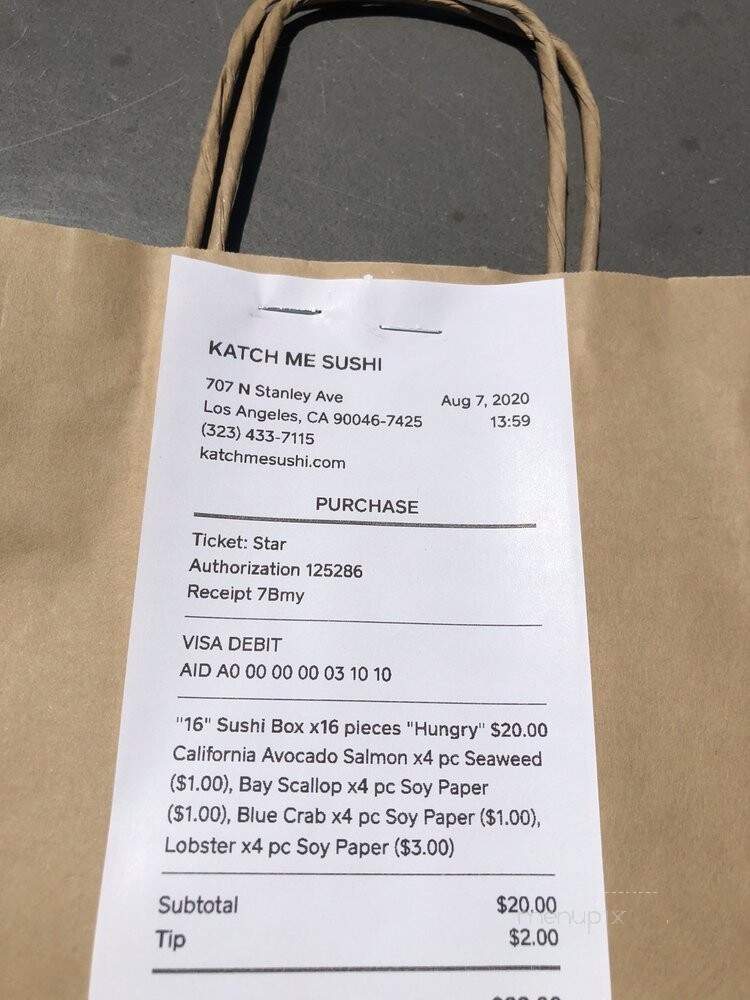 KATCH ME SUSHI
707 N Stanley Ave
Los Angeles, CA 90046-7425
(323) 433-7115
katchmesushi.com
Aug 7, 2020
13:59
PURCHASE
Ticket: Star
Authorization 125286
Receipt 7Bmy
VISA DEBIT
AID A0 00 00 00 03 10 10
"16" Sushi Box x16 pieces "Hungry" $20.00
California Avocado Salmon x4 pc Seaweed
($1.00), Bay Scallop x4 pc Soy Paper
($1.00), Blue Crab x4 pc Soy Paper ($1.00),
Lobster x4 pc Soy Paper ($3.00)
Subtotal $20.00
menupix
Tip $2.00